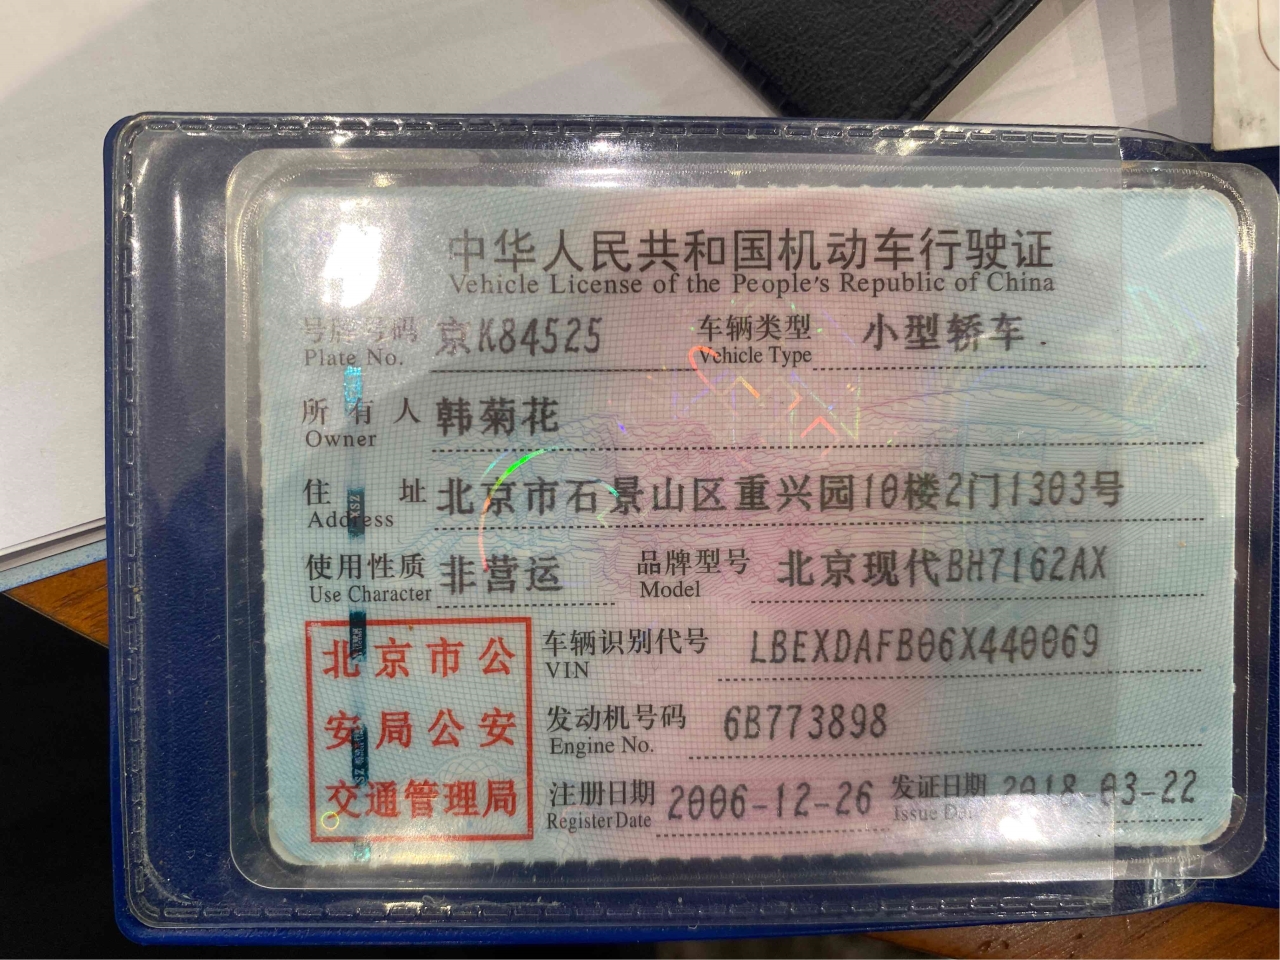 中华人民共和国机动车行驶证
Vehicle License of the People's Republic of China
号牌号码 京K84525 车辆类型 小型轿车
Plate No. Vehicle Type
所有人 韩菊花
Owner
住址 北京市石景山区重兴园10楼2门1303号
Address
使用性质 非营运 品牌型号 北京现代BH7162AX
Use Character Model
北京市公安局公安交通管理局
车辆识别代号 LBEXDAFB06X440069
VIN
发动机号码 6B773898
Engine No.
注册日期 2006-12-26 发证日期 2018-03-22
Register Date Issue Date